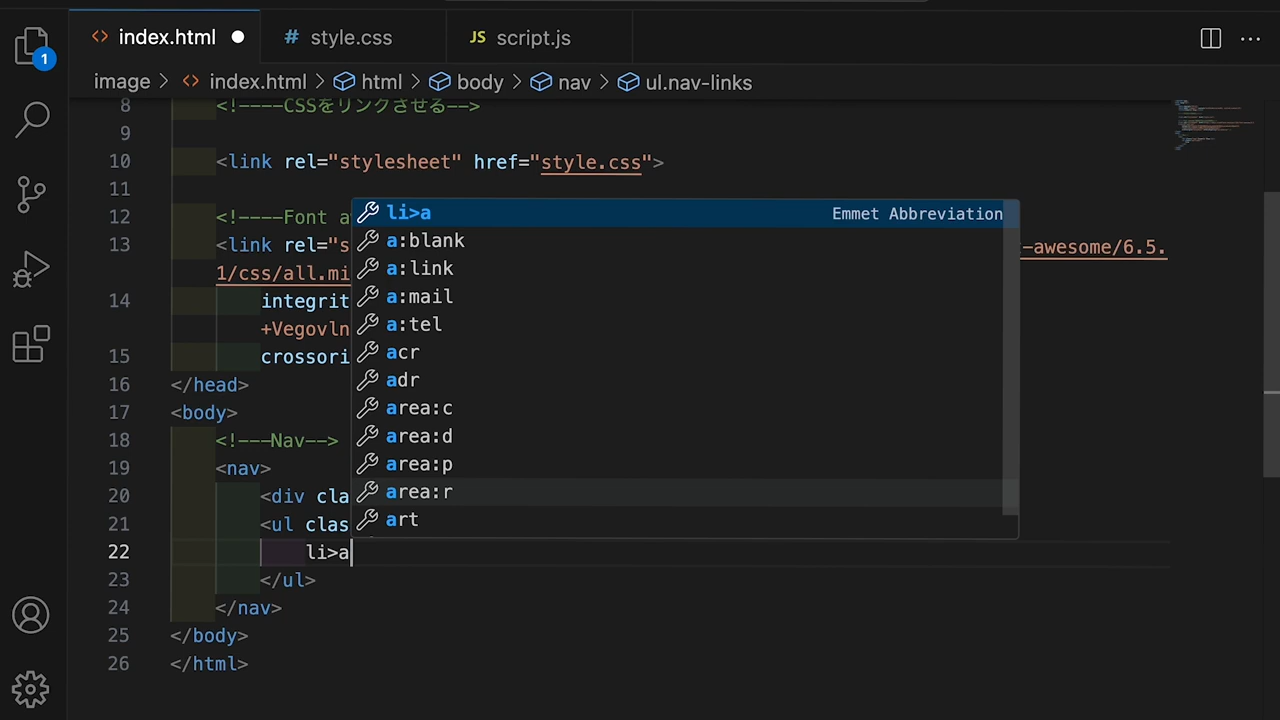 index.html
# style.css
JS script.js
1
image > <> index.html > html > body > nav > ul.nav-links
8 <!----CSSをリンクさせる-->
9
10 <link rel="stylesheet" href="style.css">
11
12 <!----Font a
13 <link rel="s
-awesome/6.5.
1/css/all.mi
14 integrit
+Vegovln
15 crossori
16 </head>
17 <body>
18 <!---Nav-->
19 <nav>
20 <div cla
21 <ul clas
22 li>a
23 </ul>
24 </nav>
25 </body>
26 </html>
li>a Emmet Abbreviation
a:blank
a:link
a:mail
a:tel
acr
adr
area:c
area:d
area:p
area:r
art